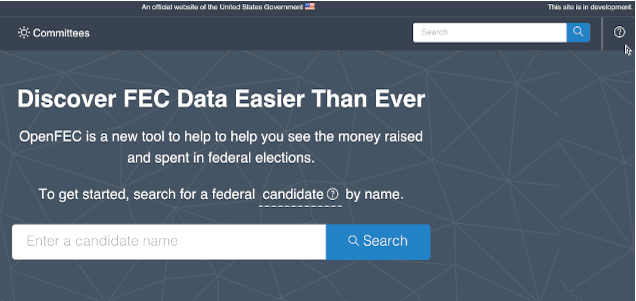 An official website of the United States Government
This site is in development.
Committees
Search
Discover FEC Data Easier Than Ever
OpenFEC is a new tool to help to help you see the money raised
and spent in federal elections.
To get started, search for a federal candidate ? by name.
Enter a candidate name
Search